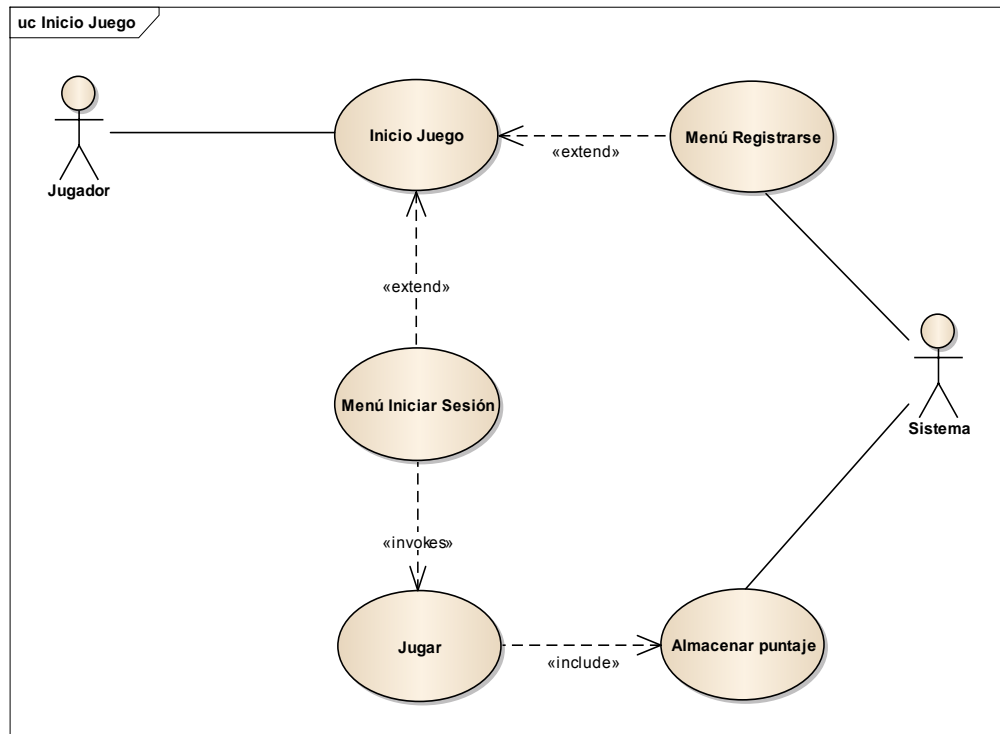 uc Inicio Juego
Inicio Juego
Menú Registrarse
«extend»
Jugador
«extend»
Menú Iniciar Sesión
Sistema
«invokes»
Jugar
Almacenar puntaje
«include»